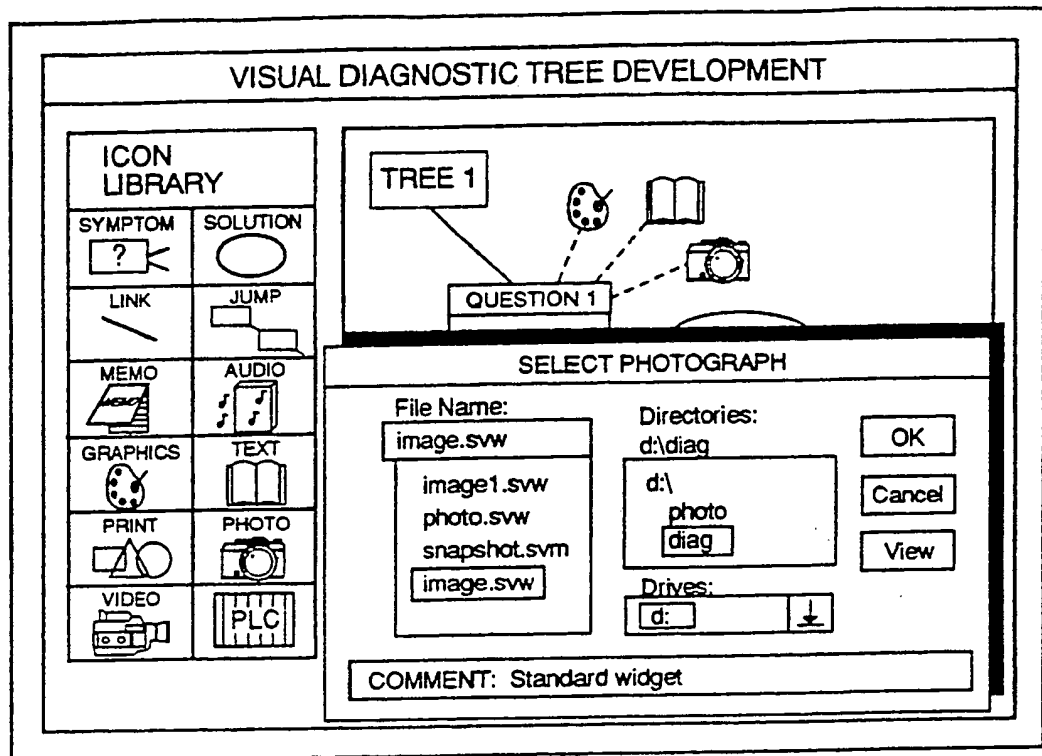 VISUAL DIAGNOSTIC TREE DEVELOPMENT
ICON
LIBRARY
SYMPTOM SOLUTION
?
LINK JUMP
MEMO AUDIO
MEMO
GRAPHICS TEXT
PRINT PHOTO
VIDEO
PLC
TREE 1
QUESTION 1
SELECT PHOTOGRAPH
File Name:
image.svw
image1.svw
photo.svw
snapshot.svm
image.svw
Directories:
d:\diag
d:\
photo
diag
Drives:
d:
OK
Cancel
View
COMMENT: Standard widget